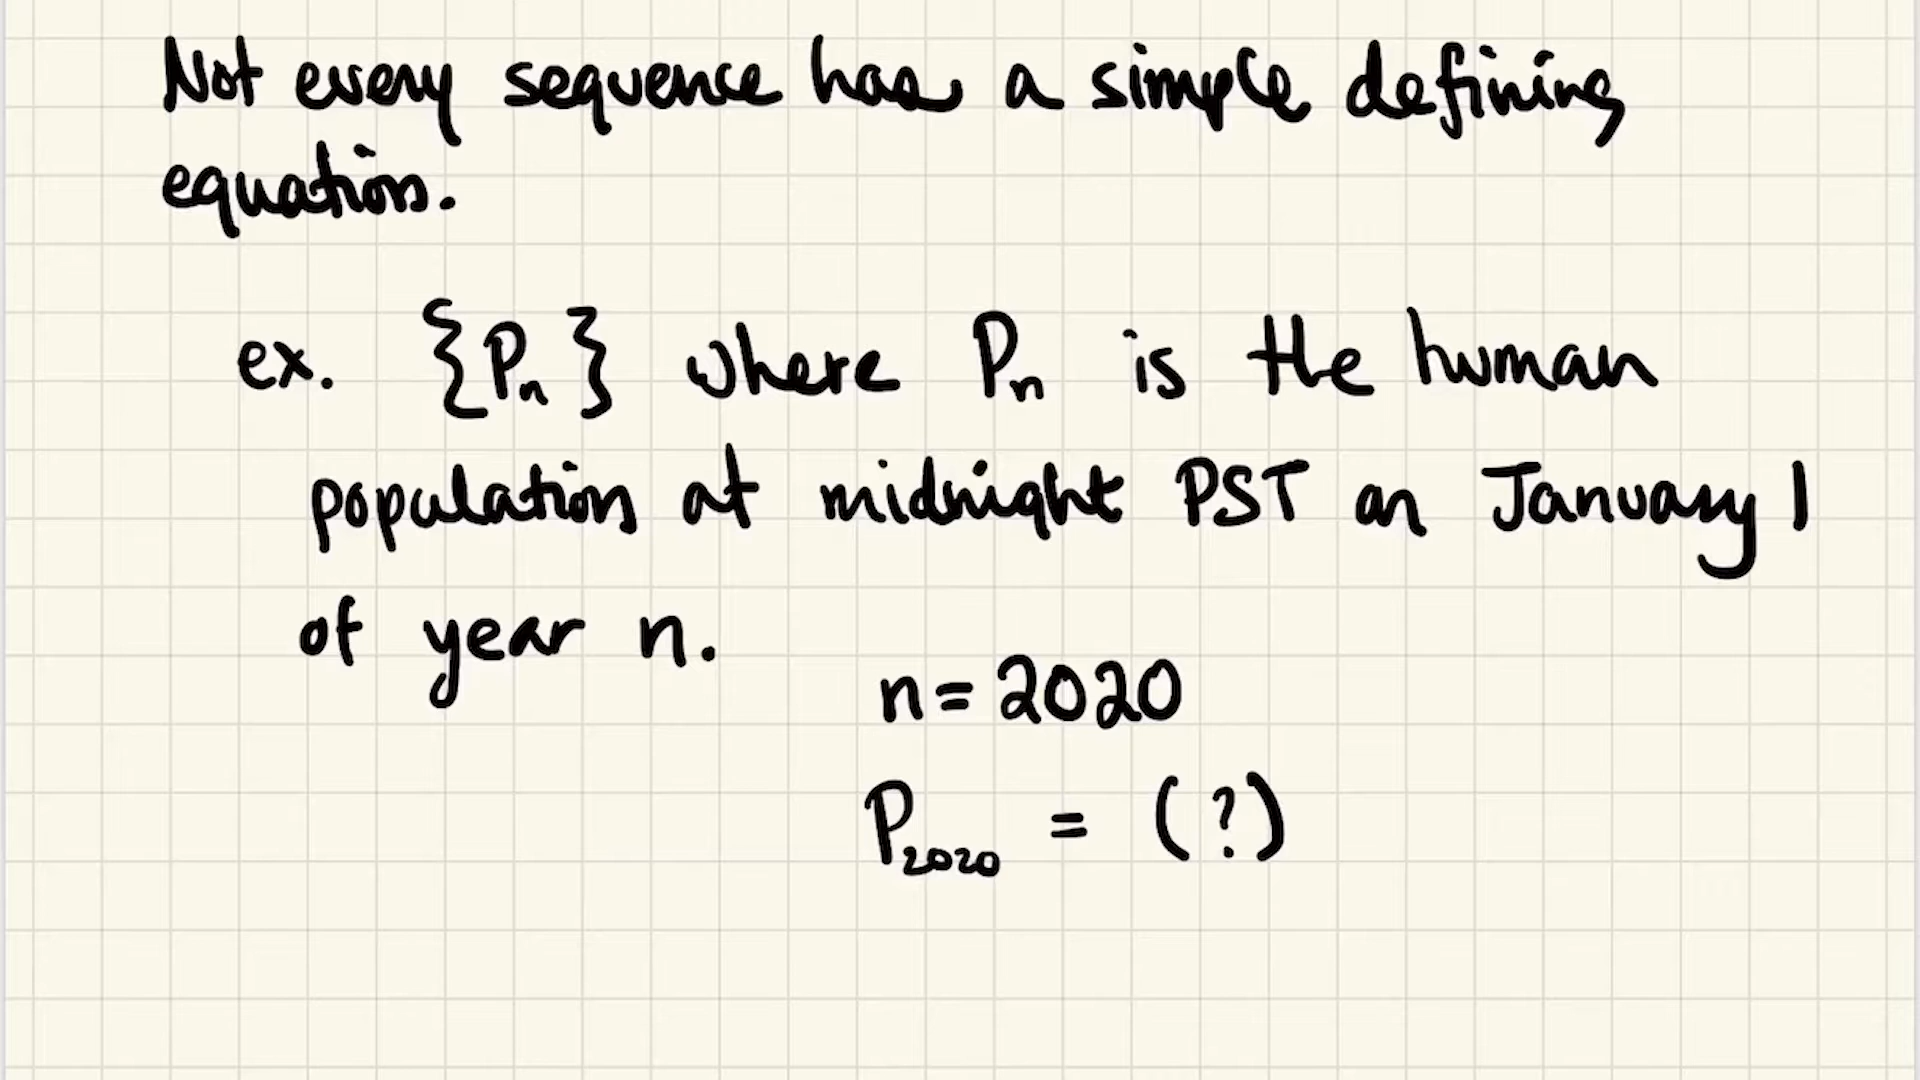 Not every sequence has a simple defining
equation.
ex. {Pₙ} where Pₙ is the human
population at midnight PST on January 1
of year n.
n = 2020
P₂₀₂₀ = (?)